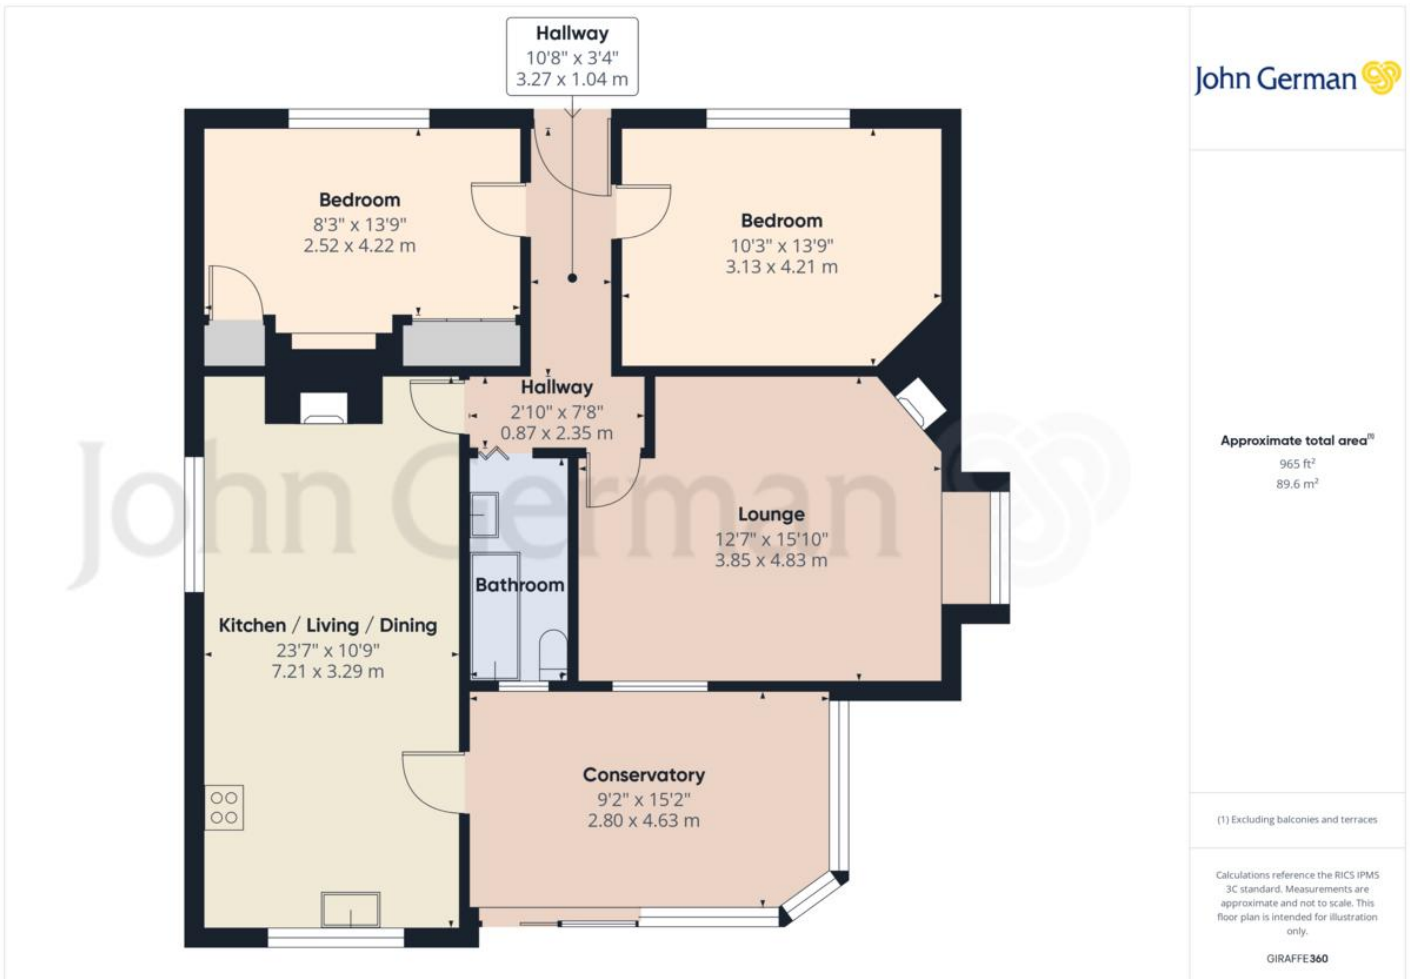 Hallway
10'8" x 3'4"
3.27 x 1.04 m
John German
Bedroom
8'3" x 13'9"
2.52 x 4.22 m
Bedroom
10'3" x 13'9"
3.13 x 4.21 m
Hallway
2'10" x 7'8"
0.87 x 2.35 m
John German
Lounge
12'7" x 15'10"
3.85 x 4.83 m
Bathroom
Kitchen / Living / Dining
23'7" x 10'9"
7.21 x 3.29 m
Conservatory
9'2" x 15'2"
2.80 x 4.63 m
Approximate total area(1)
965 ft²
89.6 m²
(1) Excluding balconies and terraces
Calculations reference the RICS IPMS
3C standard. Measurements are
approximate and not to scale. This
floor plan is intended for illustration
only.
GIRAFFE360